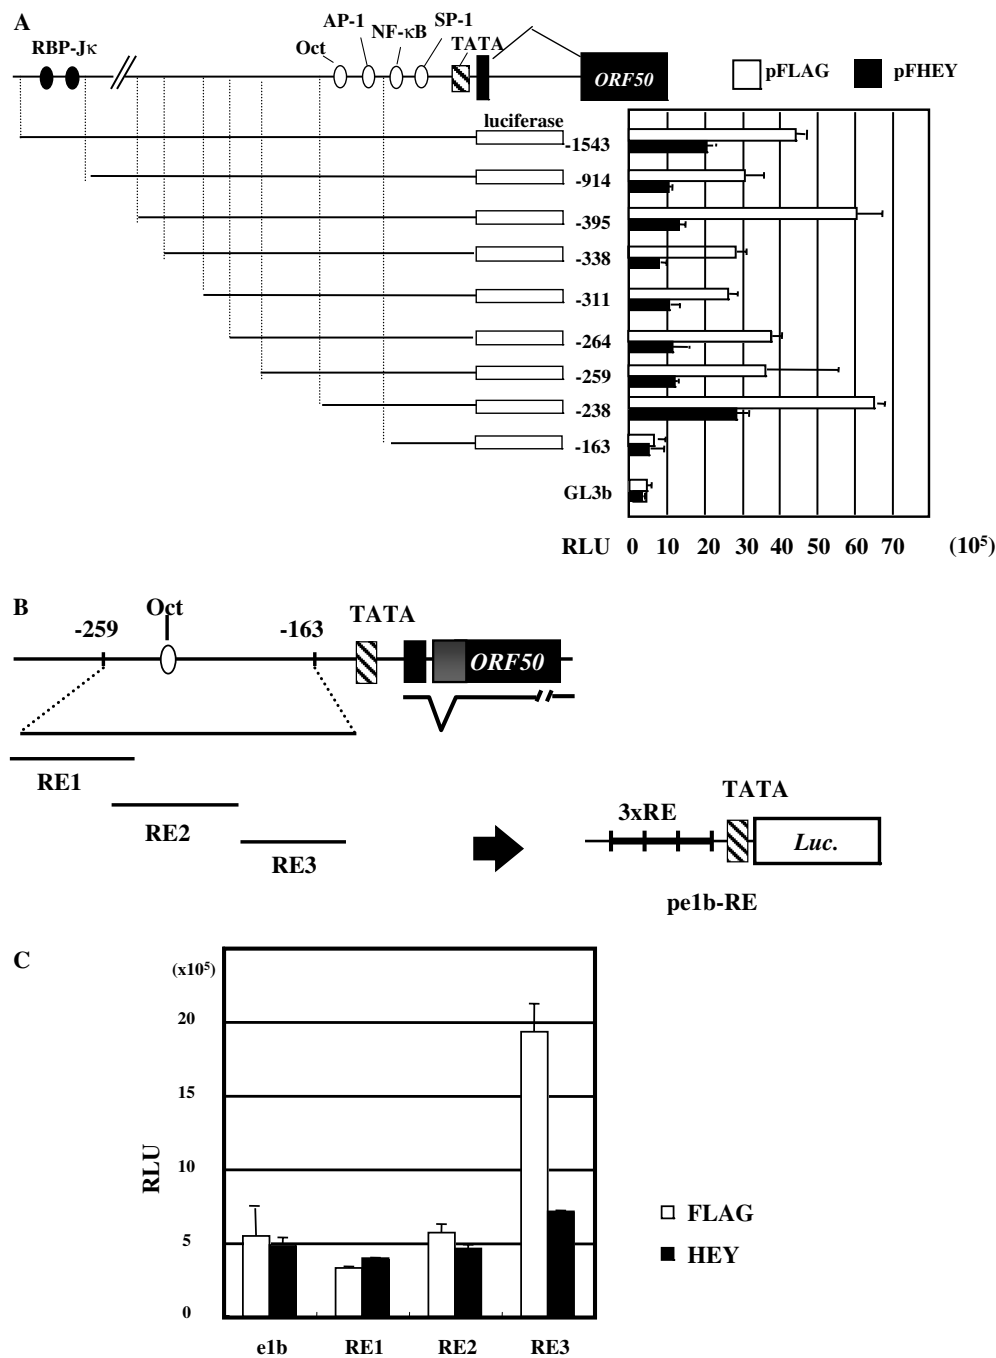 A
RBP-Jκ
Oct
AP-1
NF-κB
SP-1
TATA
ORF50
pFLAG
pFHEY
luciferase
-1543
-914
-395
-338
-311
-264
-259
-238
-163
GL3b
RLU 0 10 20 30 40 50 60 70 (10⁵)
B
Oct
-259
-163
TATA
ORF50
RE1
RE2
RE3
3xRE
TATA
Luc.
pe1b-RE
C
(x10⁵)
20
15
10
5
0
RLU
FLAG
HEY
e1b RE1 RE2 RE3